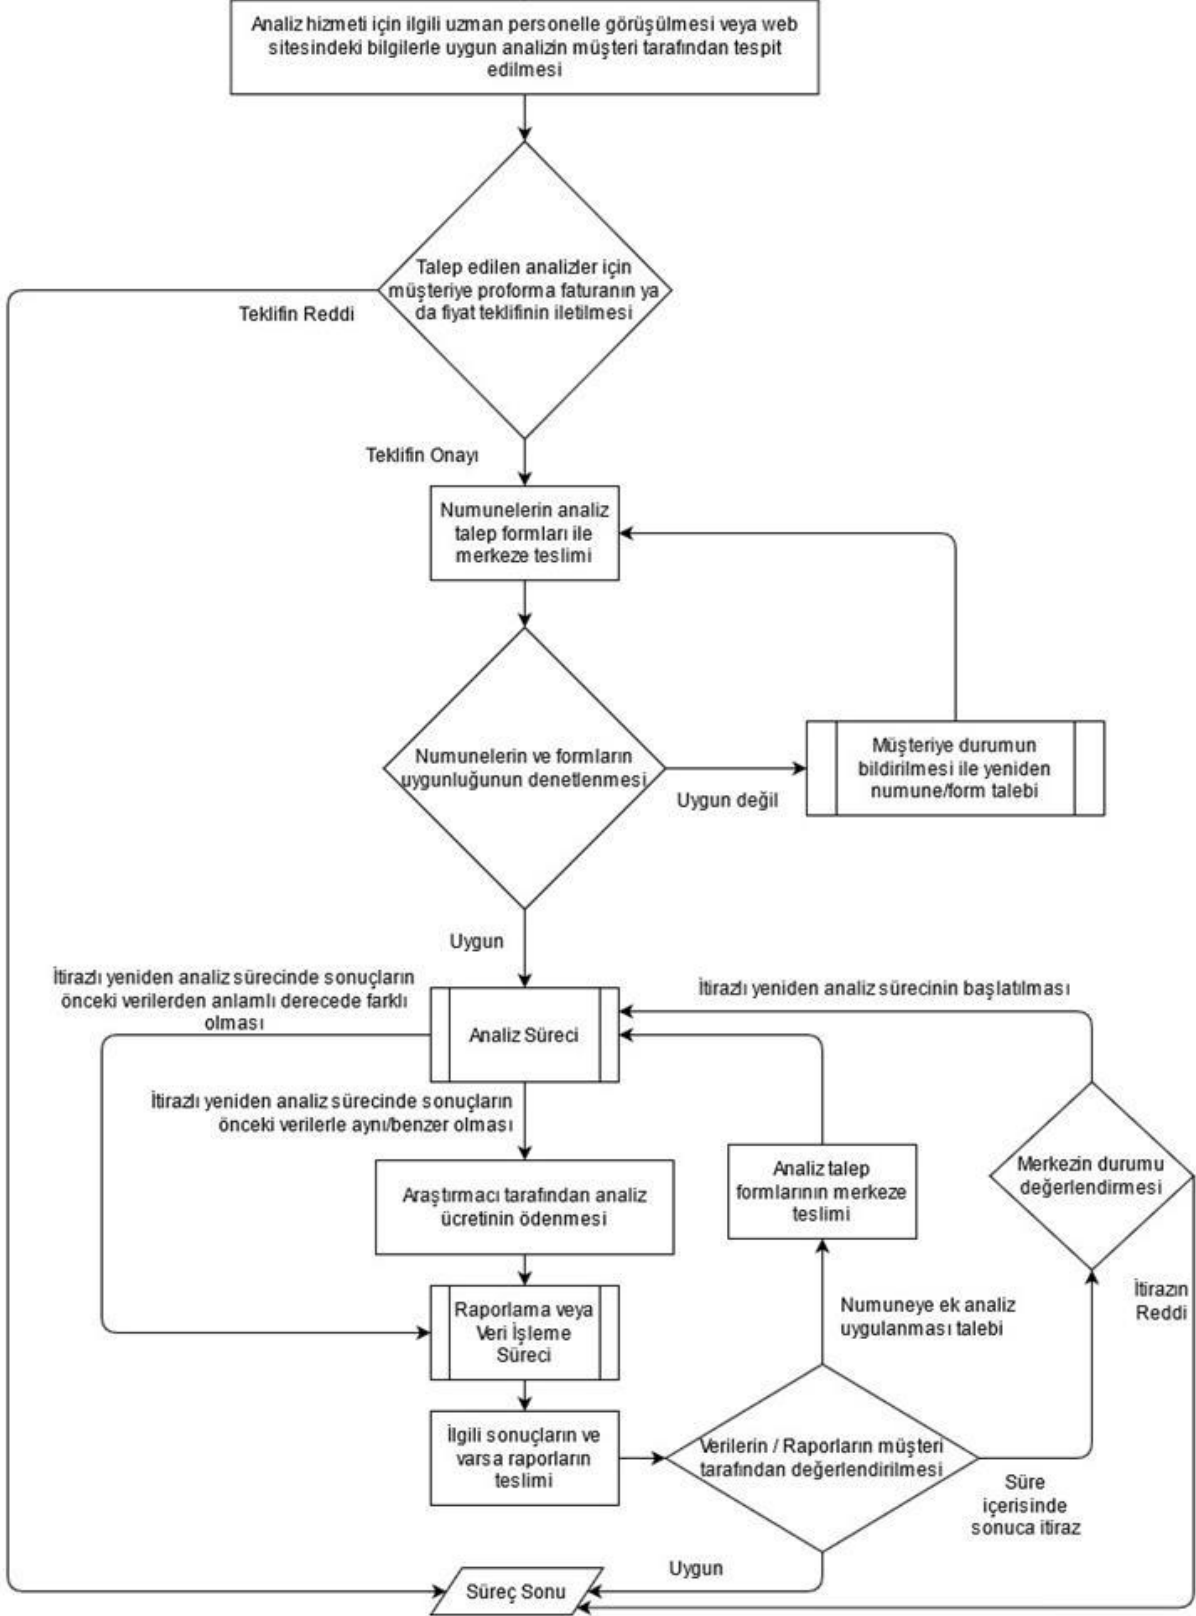 Analiz hizmeti için ilgili uzman personelle görüşülmesi veya web
sitesindeki bilgilerle uygun analizin müşteri tarafından tespit
edilmesi
Talep edilen analizler için
müşteriye proforma faturanın ya
da fiyat teklifinin iletilmesi
Teklifin Reddi
Teklifin Onayı
Numunelerin analiz
talep formları ile
merkeze teslimi
Numunelerin ve formların
uygunluğunun denetlenmesi
Uygun değil
Müşteriye durumun
bildirilmesi ile yeniden
numune/form talebi
Uygun
İtirazlı yeniden analiz sürecinde sonuçların
önceki verilerden anlamlı derecede farklı
olması
Analiz Süreci
İtirazlı yeniden analiz sürecinin başlatılması
İtirazlı yeniden analiz sürecinde sonuçların
önceki verilerle aynı/benzer olması
Araştırmacı tarafından analiz
ücretinin ödenmesi
Analiz talep
formlarının merkeze
teslimi
Merkezin durumu
değerlendirmesi
Raporlama veya
Veri İşleme
Süreci
Numuneye ek analiz
uygulanması talebi
İtirazın
Reddi
İlgili sonuçların ve
varsa raporların
teslimi
Verilerin / Raporların müşteri
tarafından değerlendirilmesi
Süre
içerisinde
sonuca itiraz
Uygun
Süreç Sonu